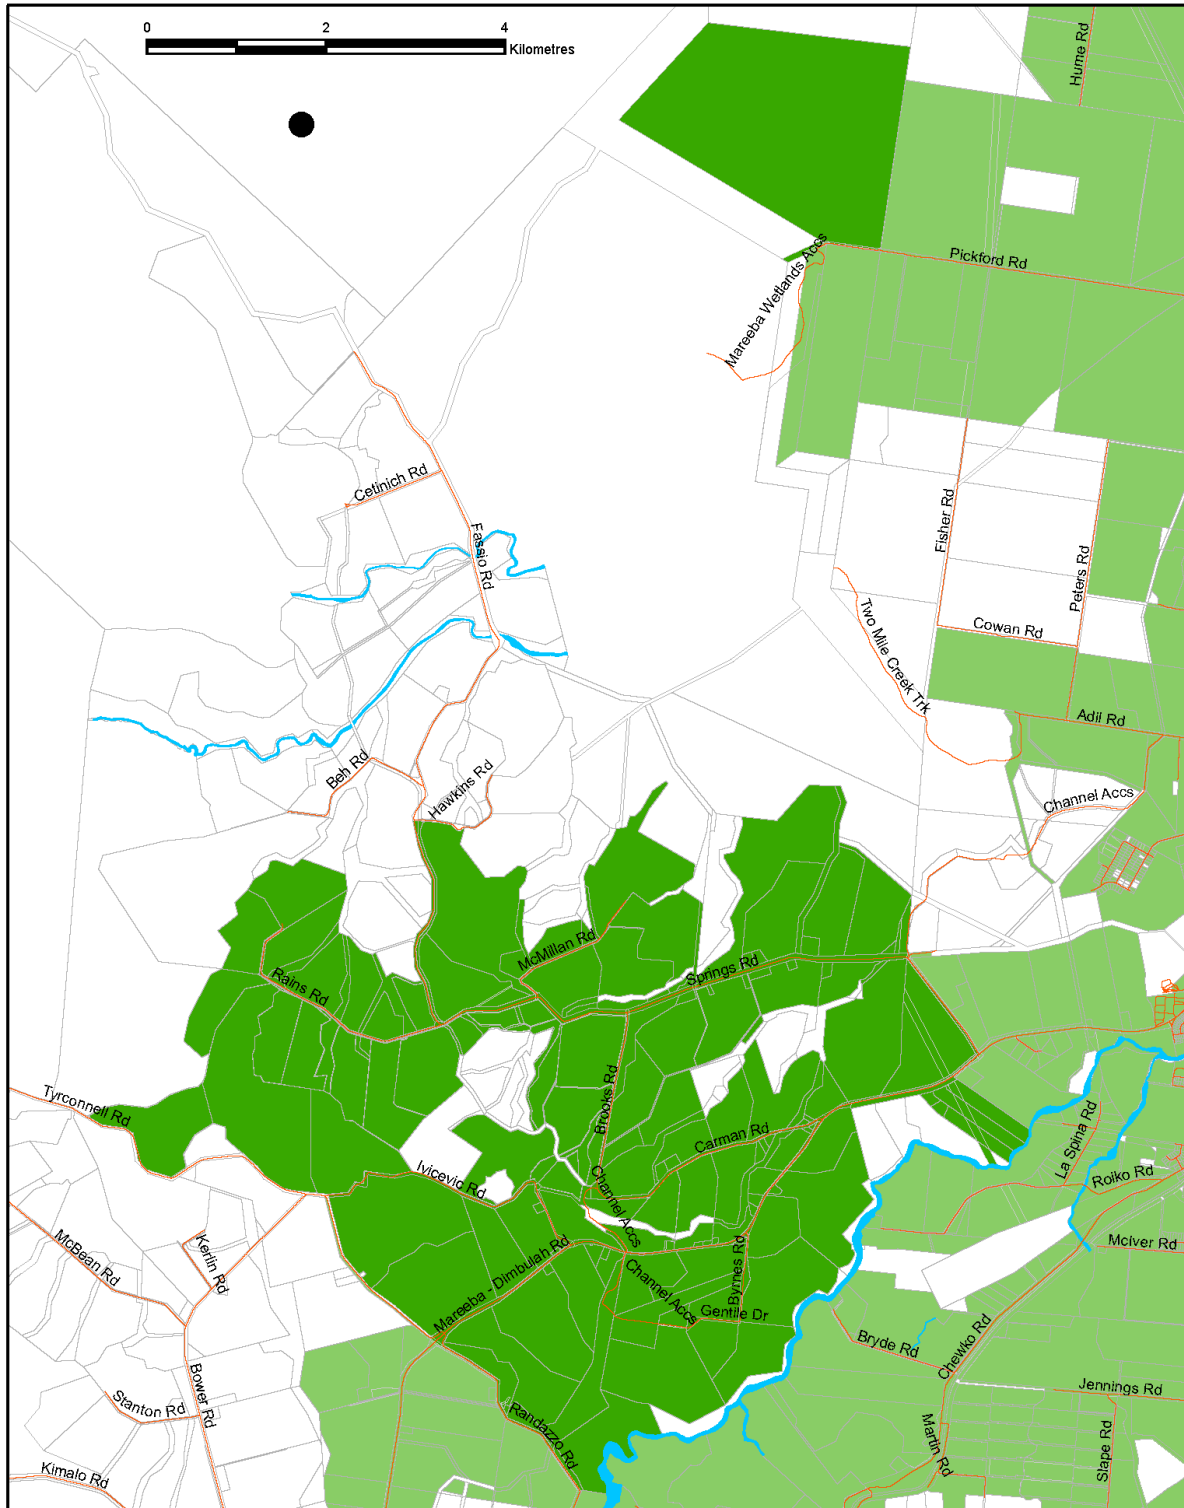 0 2 4
Kilometres
Hume Rd
Pickford Rd
Mareeba Wetlands Accs
Cetinich Rd
Fassio Rd
Fisher Rd
Peters Rd
Cowan Rd
Two Mile Creek Trk
Adil Rd
Beh Rd
Hawkins Rd
Channel Accs
McMillan Rd
Springs Rd
Rains Rd
Tyrconnell Rd
Brooks Rd
Carman Rd
La Spina Rd
Roiko Rd
Ivicevic Rd
Channel Accs
McIver Rd
McBean Rd
Kerlin Rd
Mareeba - Dimbulah Rd
Byrnes Rd
Channel Accs
Gentile Dr
Bryde Rd
Chewko Rd
Jennings Rd
Bower Rd
Stanton Rd
Randazzo Rd
Martin Rd
Slape Rd
Kimalo Rd